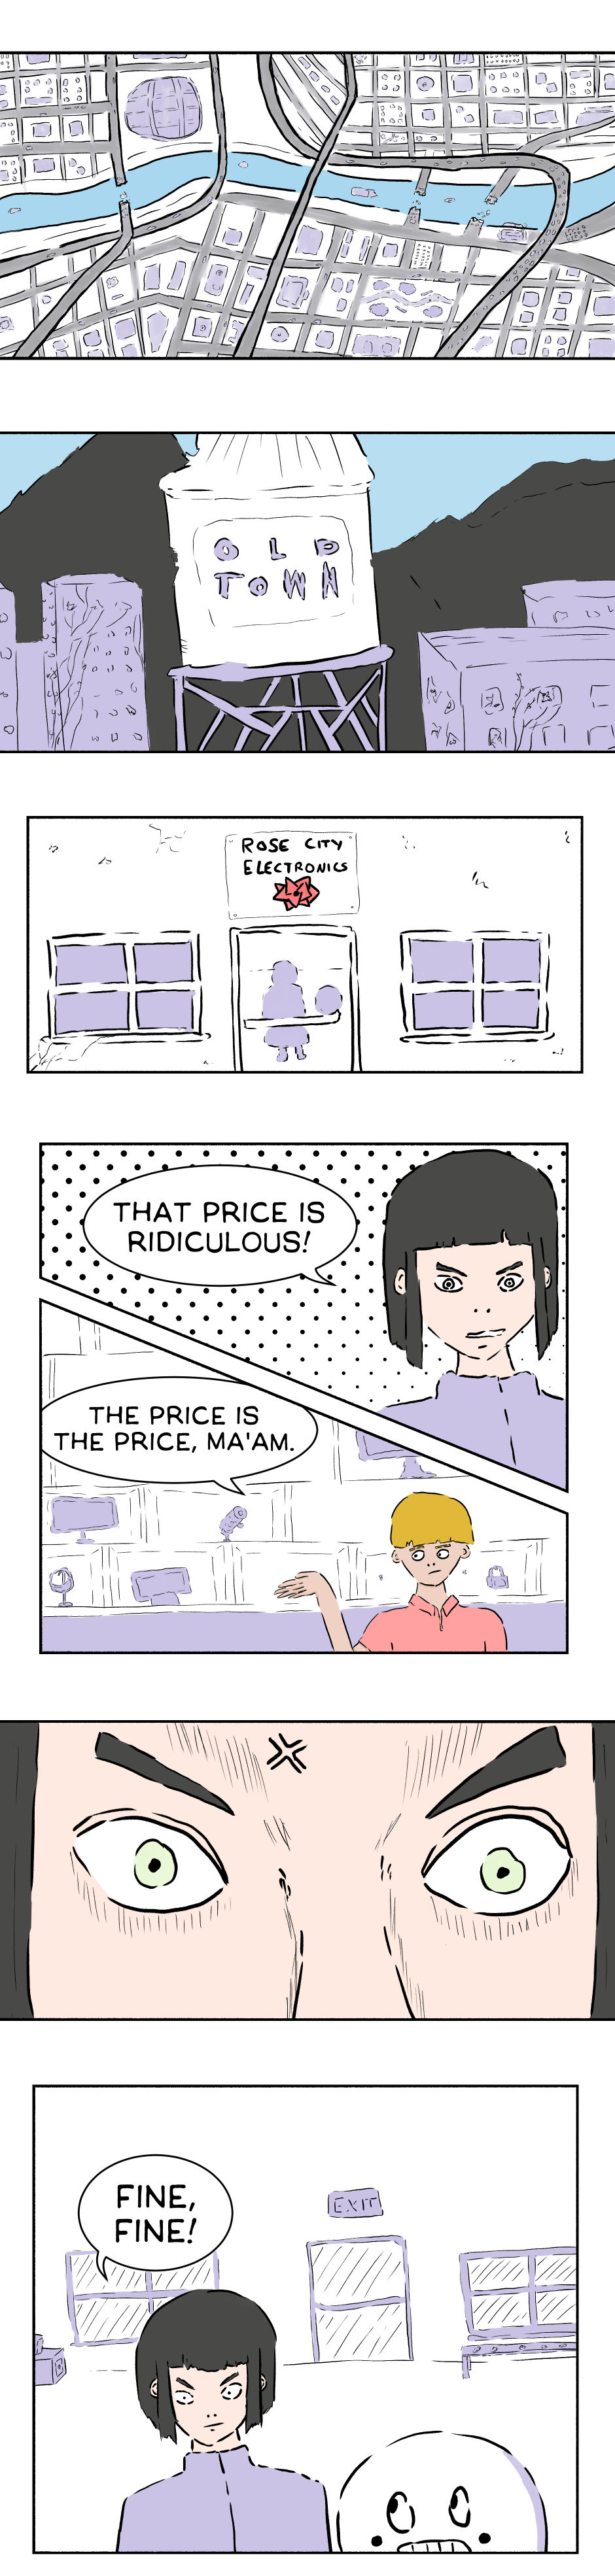 OLD
TOWN
ROSE CITY
ELECTRONICS
THAT PRICE IS
RIDICULOUS!
THE PRICE IS
THE PRICE, MA'AM.
FINE,
FINE!
EXIT